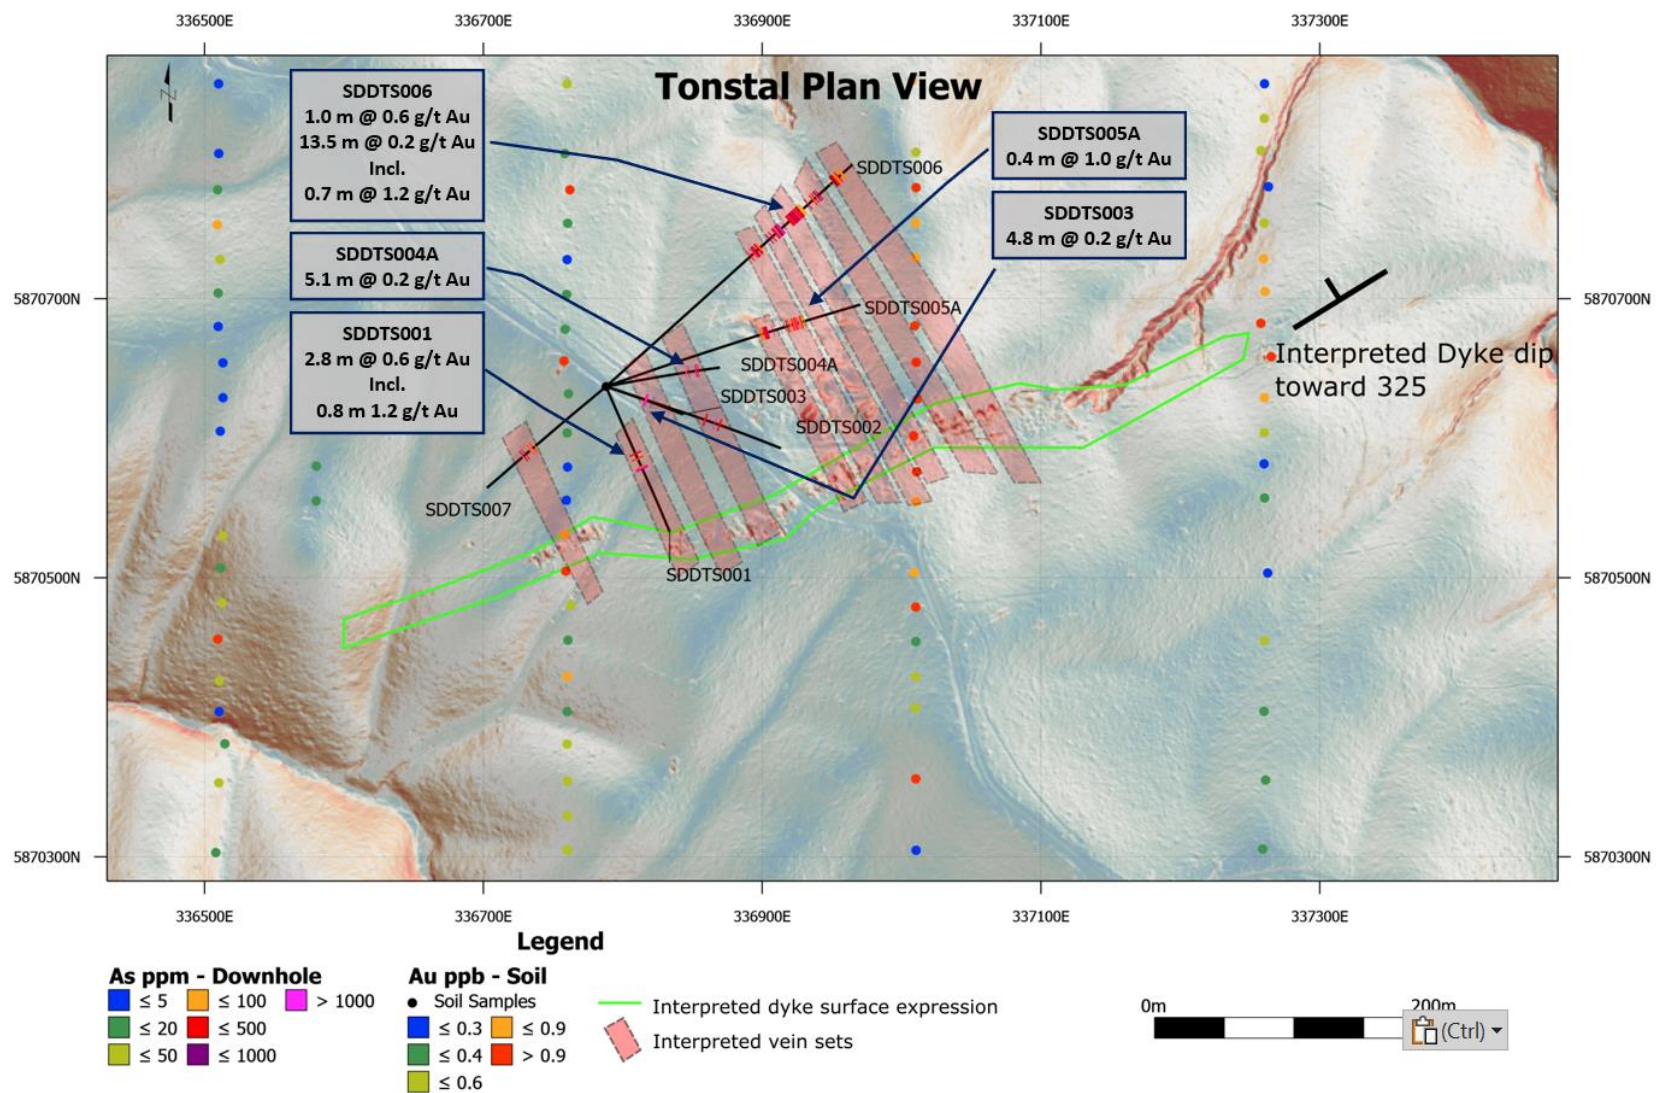 336500E
336700E
336900E
337100E
337300E
Tonstal Plan View
N
SDDTS006
1.0 m @ 0.6 g/t Au
13.5 m @ 0.2 g/t Au
Incl.
0.7 m @ 1.2 g/t Au
SDDTS005A
0.4 m @ 1.0 g/t Au
SDDTS003
4.8 m @ 0.2 g/t Au
SDDTS004A
5.1 m @ 0.2 g/t Au
SDDTS001
2.8 m @ 0.6 g/t Au
Incl.
0.8 m 1.2 g/t Au
SDDTS006
5870700N
5870700N
SDDTS005A
SDDTS004A
SDDTS003
SDDTS002
Interpreted Dyke dip
toward 325
SDDTS007
SDDTS001
5870500N
5870500N
5870300N
5870300N
336500E
336700E
336900E
337100E
337300E
Legend
As ppm - Downhole
≤ 5
≤ 100
> 1000
≤ 20
≤ 500
≤ 50
≤ 1000
Au ppb - Soil
Soil Samples
≤ 0.3
≤ 0.9
≤ 0.4
> 0.9
≤ 0.6
Interpreted dyke surface expression
Interpreted vein sets
0m
200m
(Ctrl)